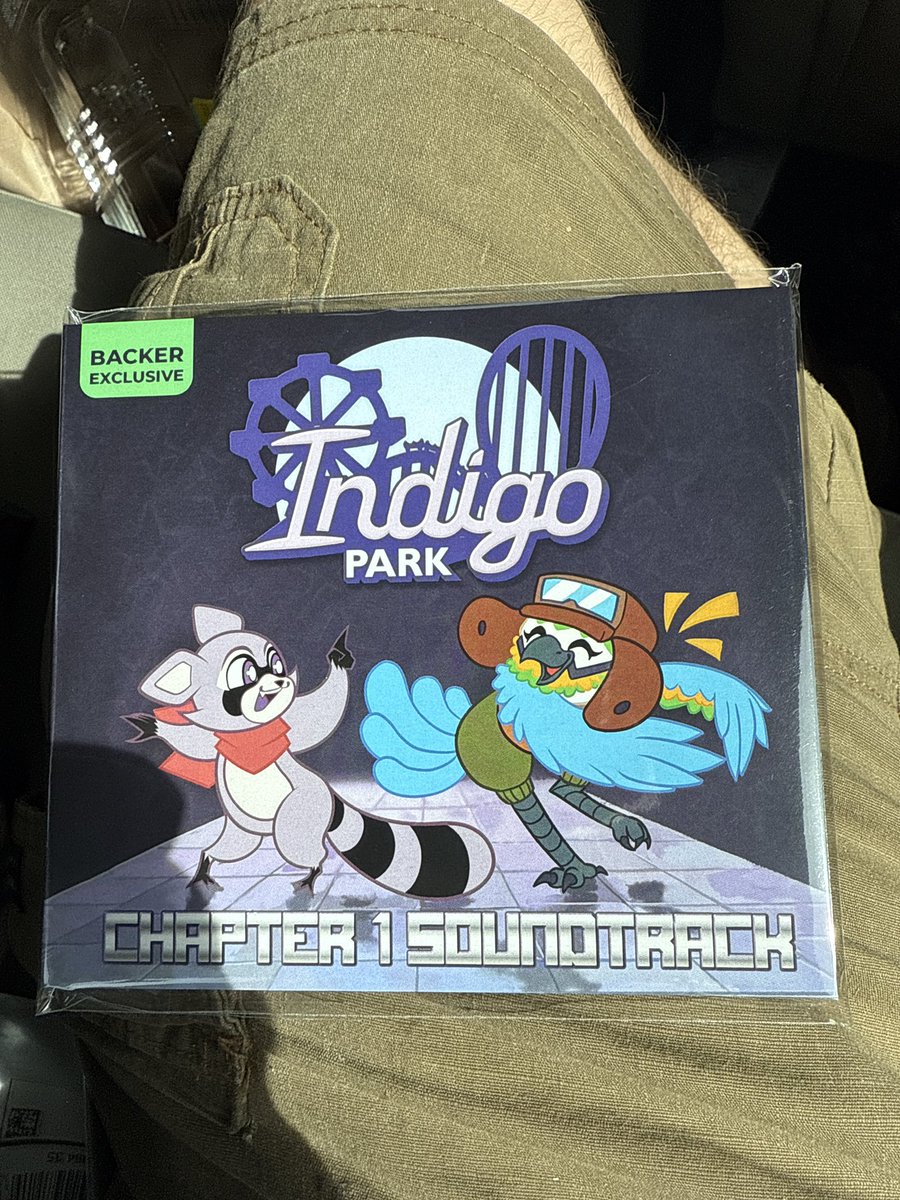 BACKER
EXCLUSIVE
Indigo
PARK
CHAPTER 1 SOUNDTRACK